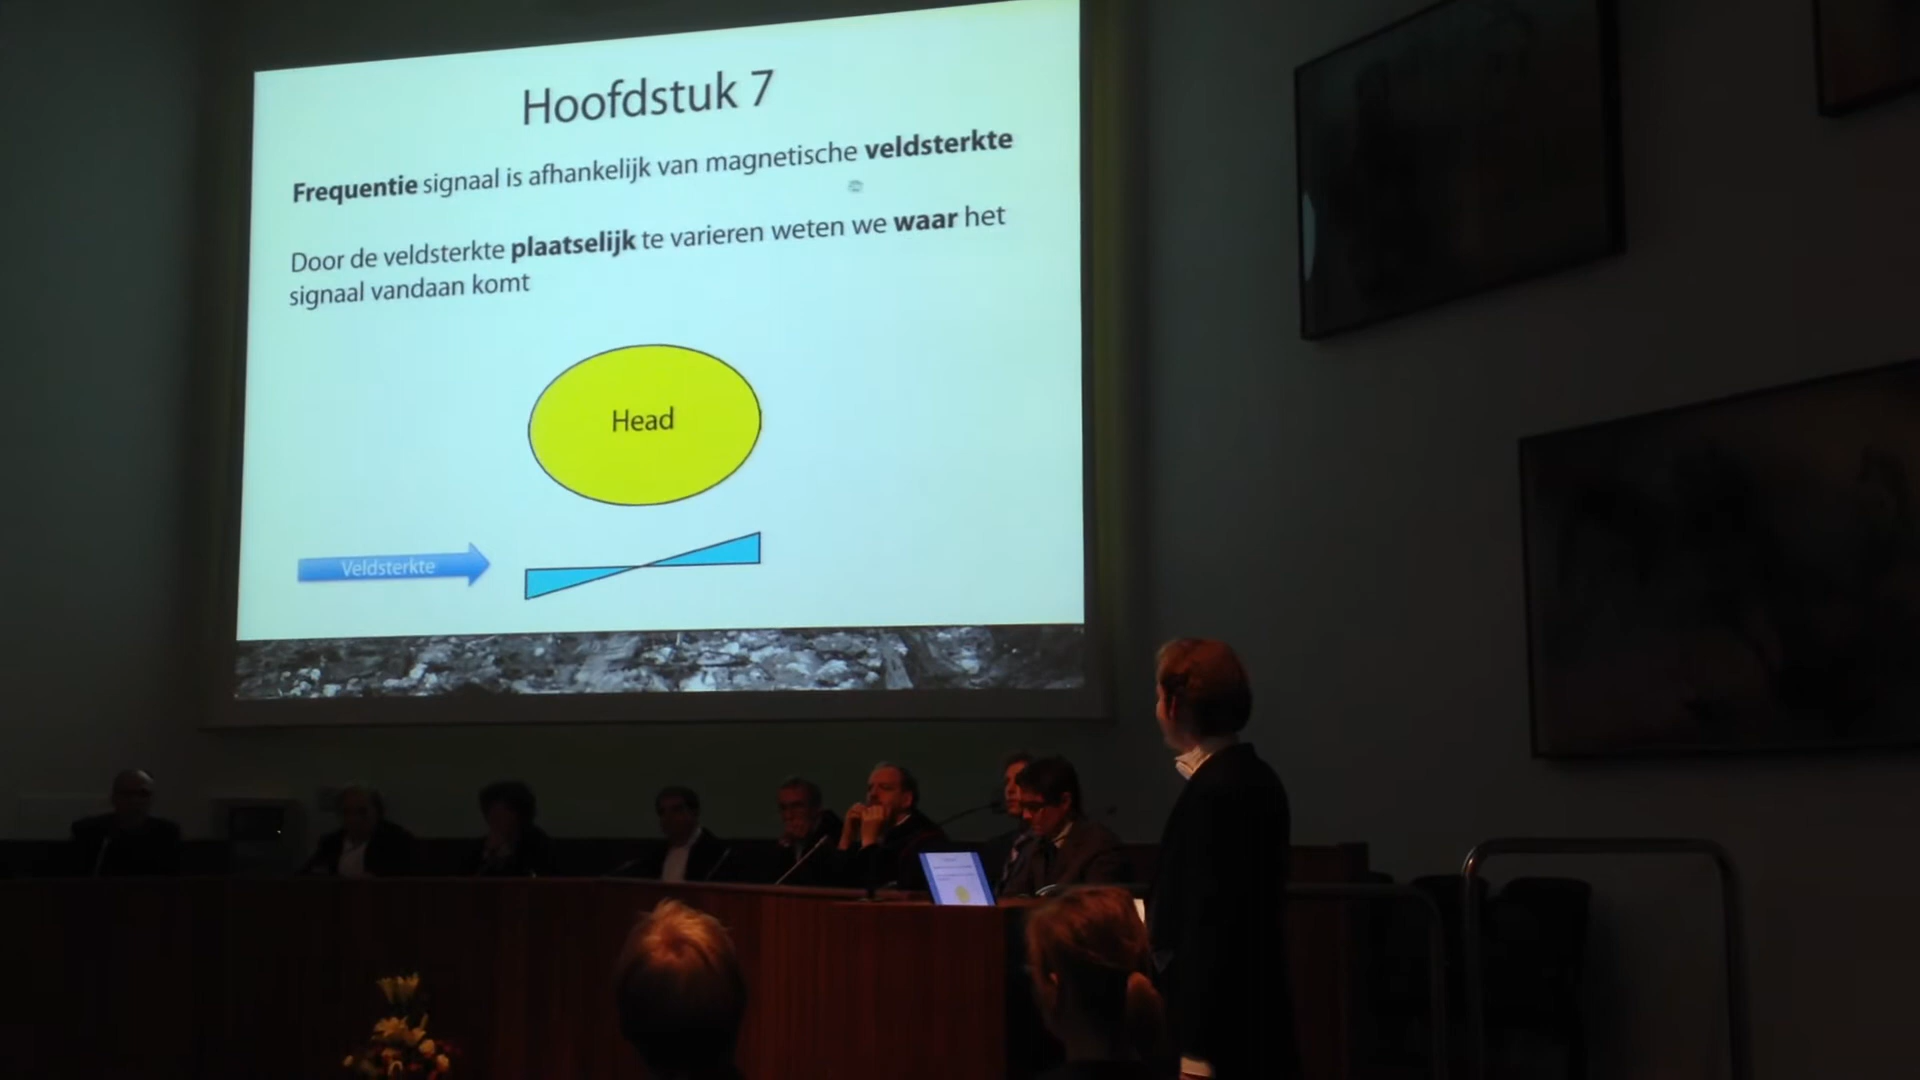 Hoofdstuk 7
Frequentie signaal is afhankelijk van magnetische veldsterkte
Door de veldsterkte plaatselijk te varieren weten we waar het
signaal vandaan komt
Head
Veldsterkte